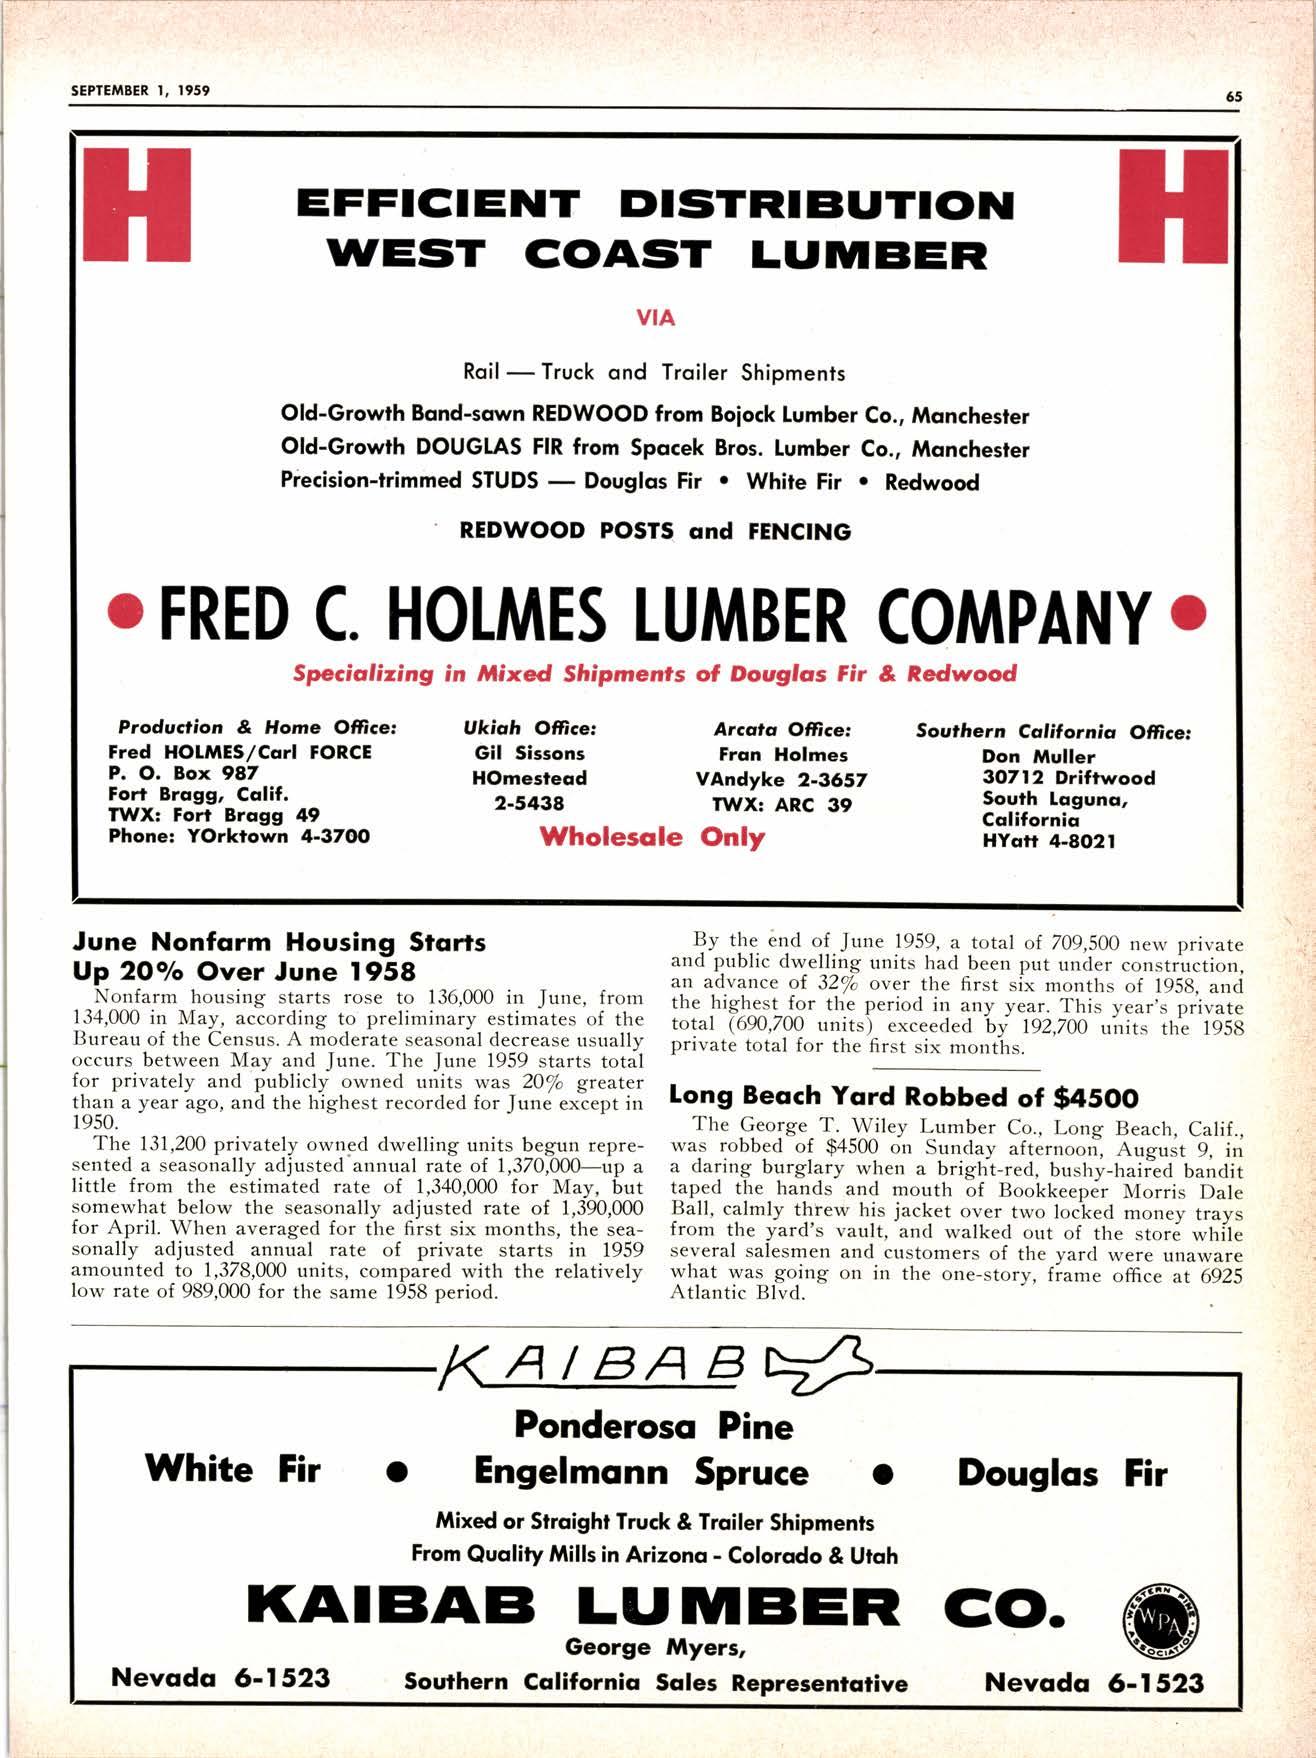 SEPTEMBER 1, 1959
65
H
H
EFFICIENT DISTRIBUTION
WEST COAST LUMBER
VIA
Rail — Truck and Trailer Shipments
Old-Growth Band-sawn REDWOOD from Bojock Lumber Co., Manchester
Old-Growth DOUGLAS FIR from Spacek Bros. Lumber Co., Manchester
Precision-trimmed STUDS — Douglas Fir • White Fir • Redwood
REDWOOD POSTS and FENCING
• FRED C. HOLMES LUMBER COMPANY •
Specializing in Mixed Shipments of Douglas Fir & Redwood
Production & Home Office:
Fred HOLMES/Carl FORCE
P. O. Box 987
Fort Bragg, Calif.
TWX: Fort Bragg 49
Phone: YOrktown 4-3700
Ukiah Office:
Gil Sissons
HOmestead
2-5438
Arcata Office:
Fran Holmes
VAndyke 2-3657
TWX: ARC 39
Wholesale Only
Southern California Office:
Don Muller
30712 Driftwood
South Laguna,
California
HYatt 4-8021
June Nonfarm Housing Starts
Up 20% Over June 1958
Nonfarm housing starts rose to 136,000 in June, from
134,000 in May, according to preliminary estimates of the
Bureau of the Census. A moderate seasonal decrease usually
occurs between May and June. The June 1959 starts total
for privately and publicly owned units was 20% greater
than a year ago, and the highest recorded for June except in
1950.
The 131,200 privately owned dwelling units begun repre-
sented a seasonally adjusted annual rate of 1,370,000—up a
little from the estimated rate of 1,340,000 for May, but
somewhat below the seasonally adjusted rate of 1,390,000
for April. When averaged for the first six months, the sea-
sonally adjusted annual rate of private starts in 1959
amounted to 1,378,000 units, compared with the relatively
low rate of 989,000 for the same 1958 period.
By the end of June 1959, a total of 709,500 new private
and public dwelling units had been put under construction,
an advance of 32% over the first six months of 1958, and
the highest for the period in any year. This year's private
total (690,700 units) exceeded by 192,700 units the 1958
private total for the first six months.
Long Beach Yard Robbed of $4500
The George T. Wiley Lumber Co., Long Beach, Calif.,
was robbed of $4500 on Sunday afternoon, August 9, in
a daring burglary when a bright-red, bushy-haired bandit
taped the hands and mouth of Bookkeeper Morris Dale
Ball, calmly threw his jacket over two locked money trays
from the yard's vault, and walked out of the store while
several salesmen and customers of the yard were unaware
what was going on in the one-story, frame office at 6925
Atlantic Blvd.
KAIBAB
Ponderosa Pine
White Fir • Engelmann Spruce • Douglas Fir
Mixed or Straight Truck & Trailer Shipments
From Quality Mills in Arizona - Colorado & Utah
KAIBAB LUMBER CO.
WESTERN PINE
WPA
ASSOCIATION
George Myers,
Nevada 6-1523 Southern California Sales Representative Nevada 6-1523